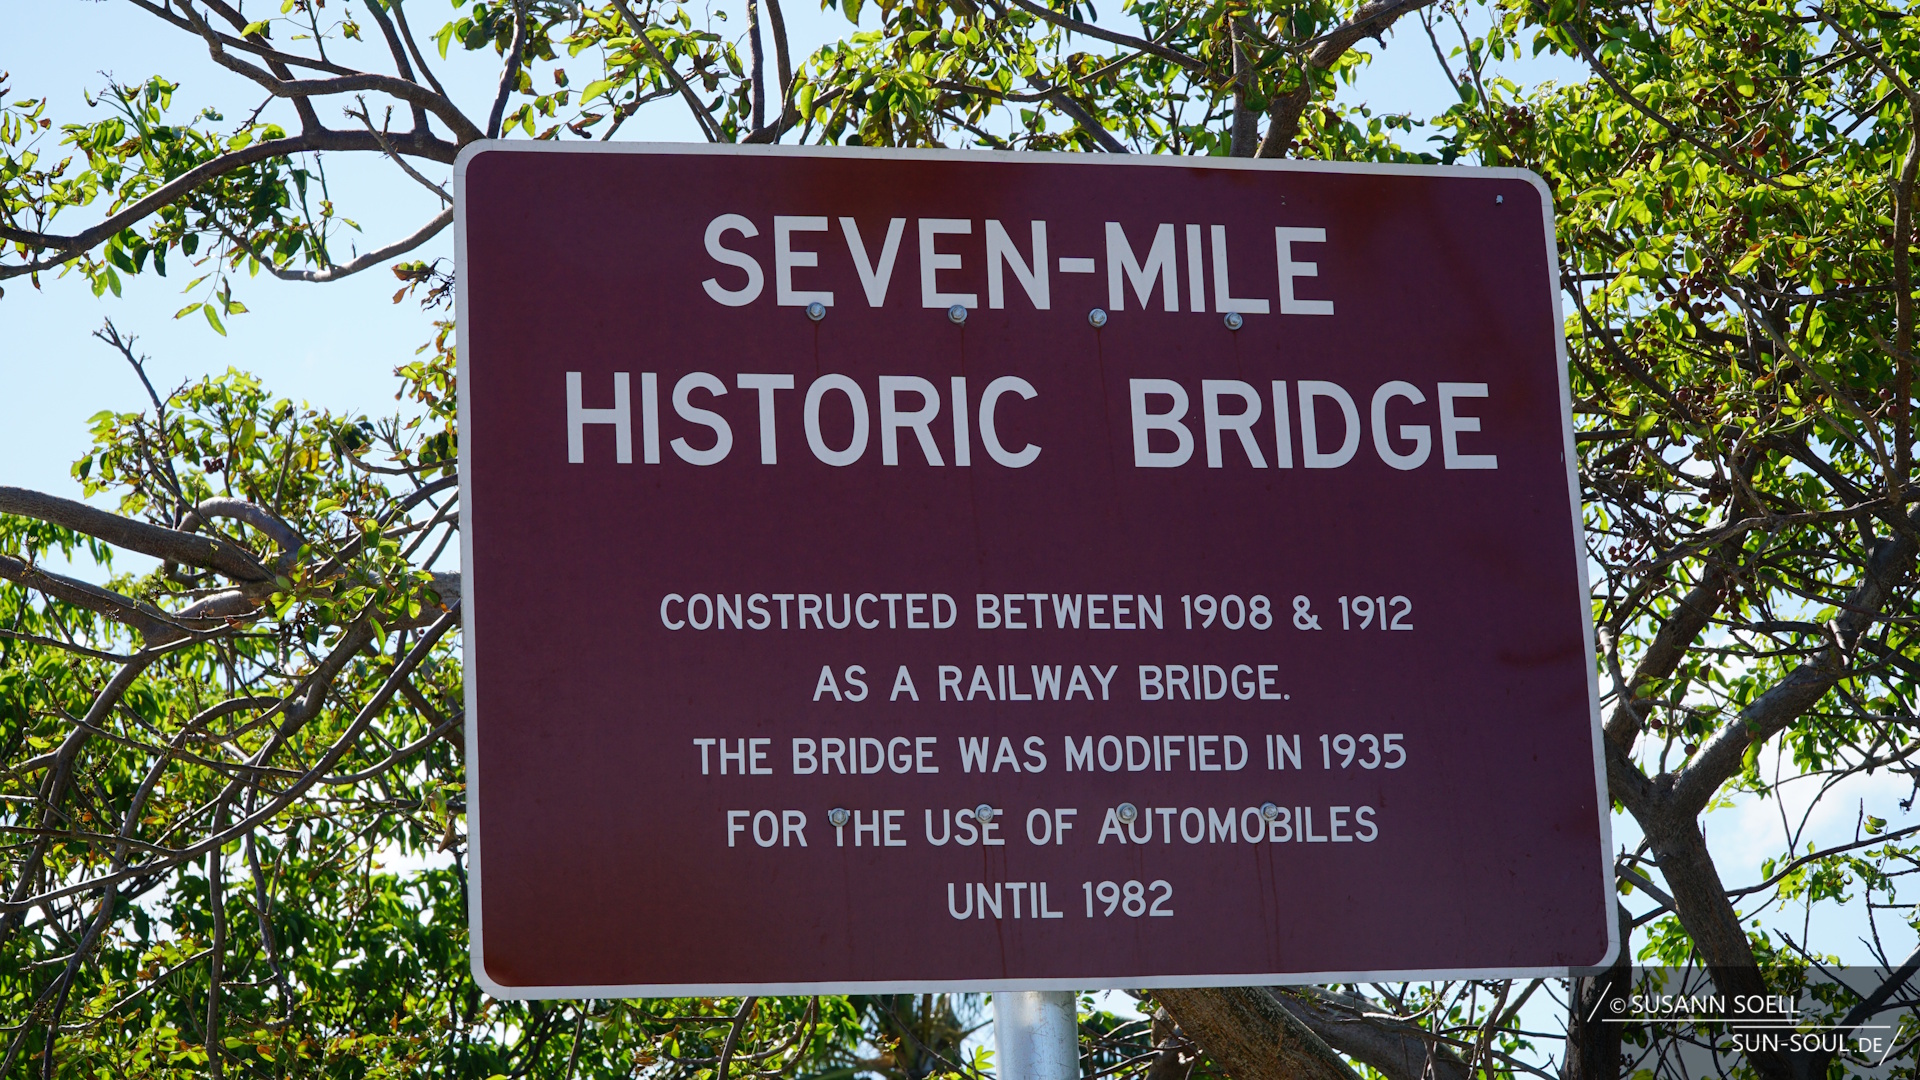 SEVEN-MILE
HISTORIC BRIDGE
CONSTRUCTED BETWEEN 1908 & 1912
AS A RAILWAY BRIDGE.
THE BRIDGE WAS MODIFIED IN 1935
FOR THE USE OF AUTOMOBILES
UNTIL 1982
© SUSANN SOELL
SUN-SOUL.DE